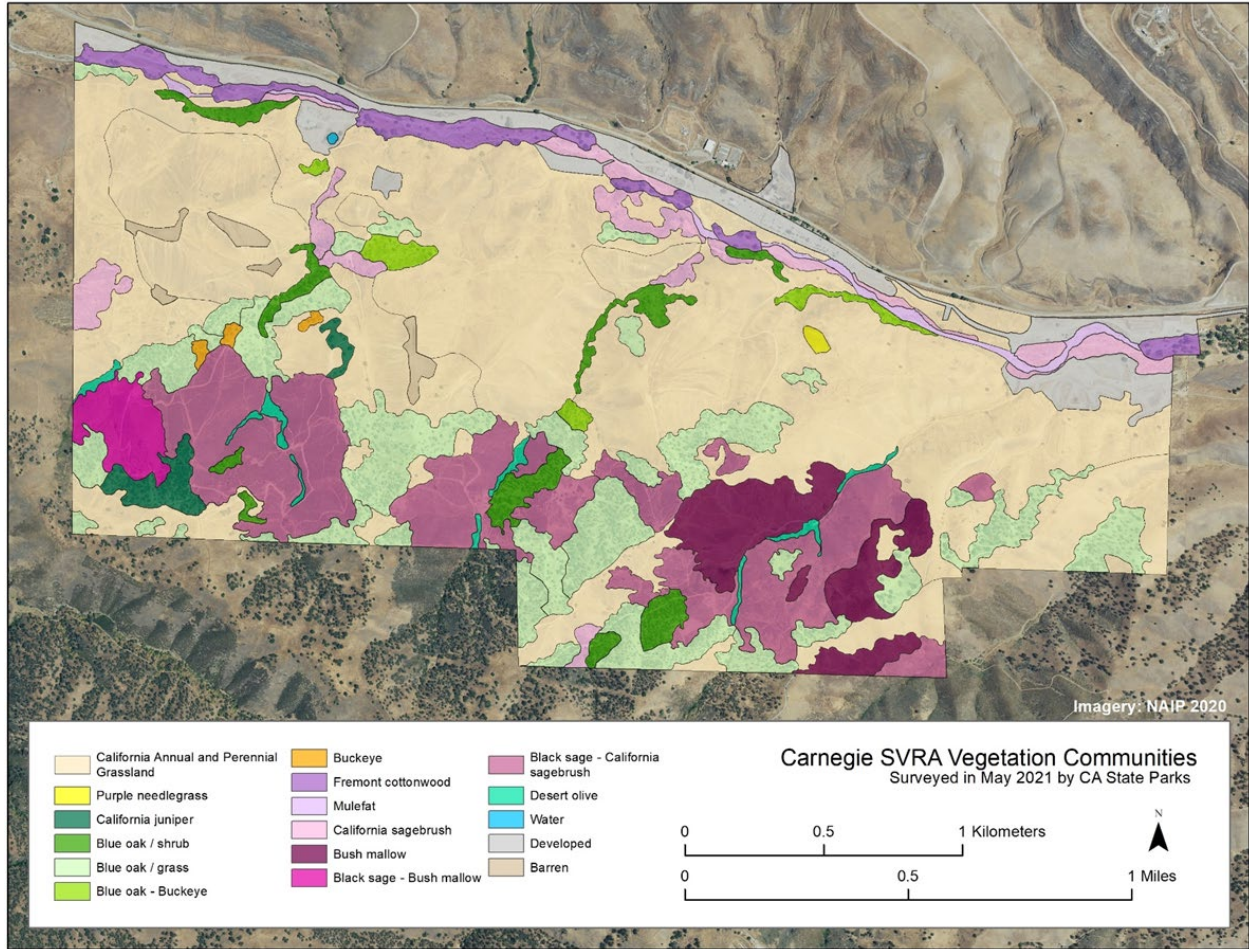 Imagery: NAIP 2020
California Annual and Perennial
Grassland
Purple needlegrass
California juniper
Blue oak / shrub
Blue oak / grass
Blue oak - Buckeye
Buckeye
Fremont cottonwood
Mulefat
California sagebrush
Bush mallow
Black sage - Bush mallow
Black sage - California
sagebrush
Desert olive
Water
Developed
Barren
Carnegie SVRA Vegetation Communities
Surveyed in May 2021 by CA State Parks
N
0 0.5 1 Kilometers
0 0.5 1 Miles